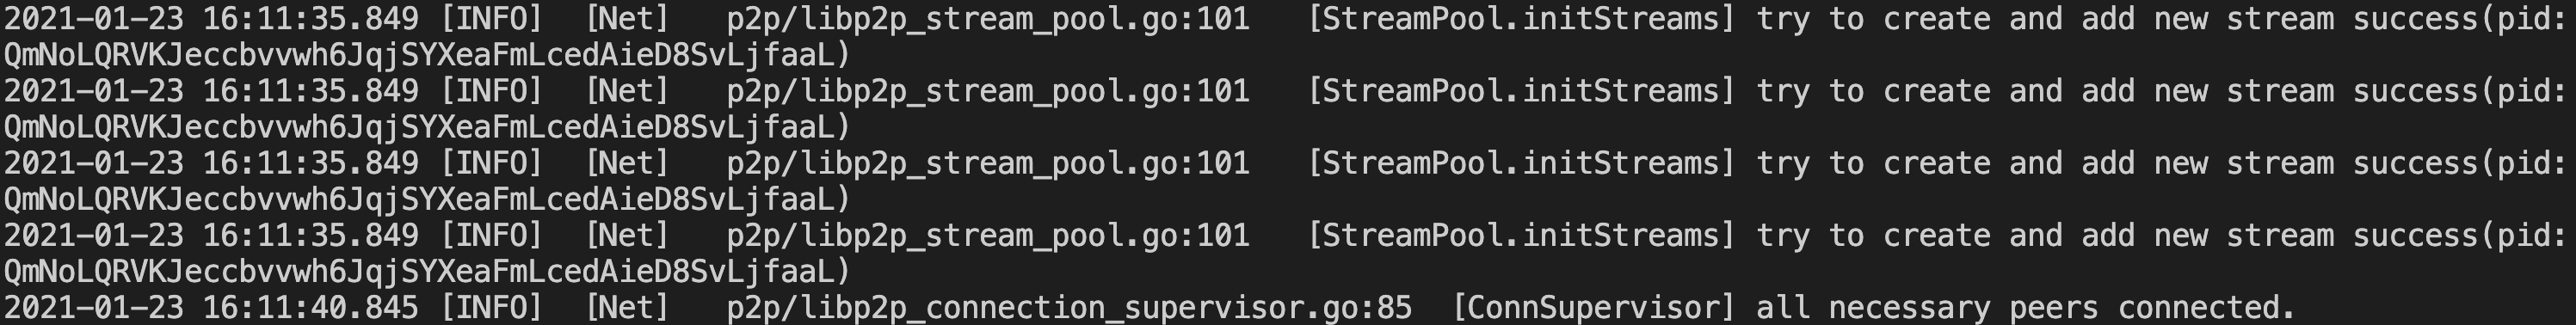 2021-01-23 16:11:35.849 [INFO]  [Net]   p2p/libp2p_stream_pool.go:101   [StreamPool.initStreams] try to create and add new stream success(pid:
QmNoLQRVKJeccbvvwh6JqjSYXeaFmLcedAieD8SvLjfaaL)
2021-01-23 16:11:35.849 [INFO]  [Net]   p2p/libp2p_stream_pool.go:101   [StreamPool.initStreams] try to create and add new stream success(pid:
QmNoLQRVKJeccbvvwh6JqjSYXeaFmLcedAieD8SvLjfaaL)
2021-01-23 16:11:35.849 [INFO]  [Net]   p2p/libp2p_stream_pool.go:101   [StreamPool.initStreams] try to create and add new stream success(pid:
QmNoLQRVKJeccbvvwh6JqjSYXeaFmLcedAieD8SvLjfaaL)
2021-01-23 16:11:35.849 [INFO]  [Net]   p2p/libp2p_stream_pool.go:101   [StreamPool.initStreams] try to create and add new stream success(pid:
QmNoLQRVKJeccbvvwh6JqjSYXeaFmLcedAieD8SvLjfaaL)
2021-01-23 16:11:40.845 [INFO]  [Net]   p2p/libp2p_connection_supervisor.go:85  [ConnSupervisor] all necessary peers connected.